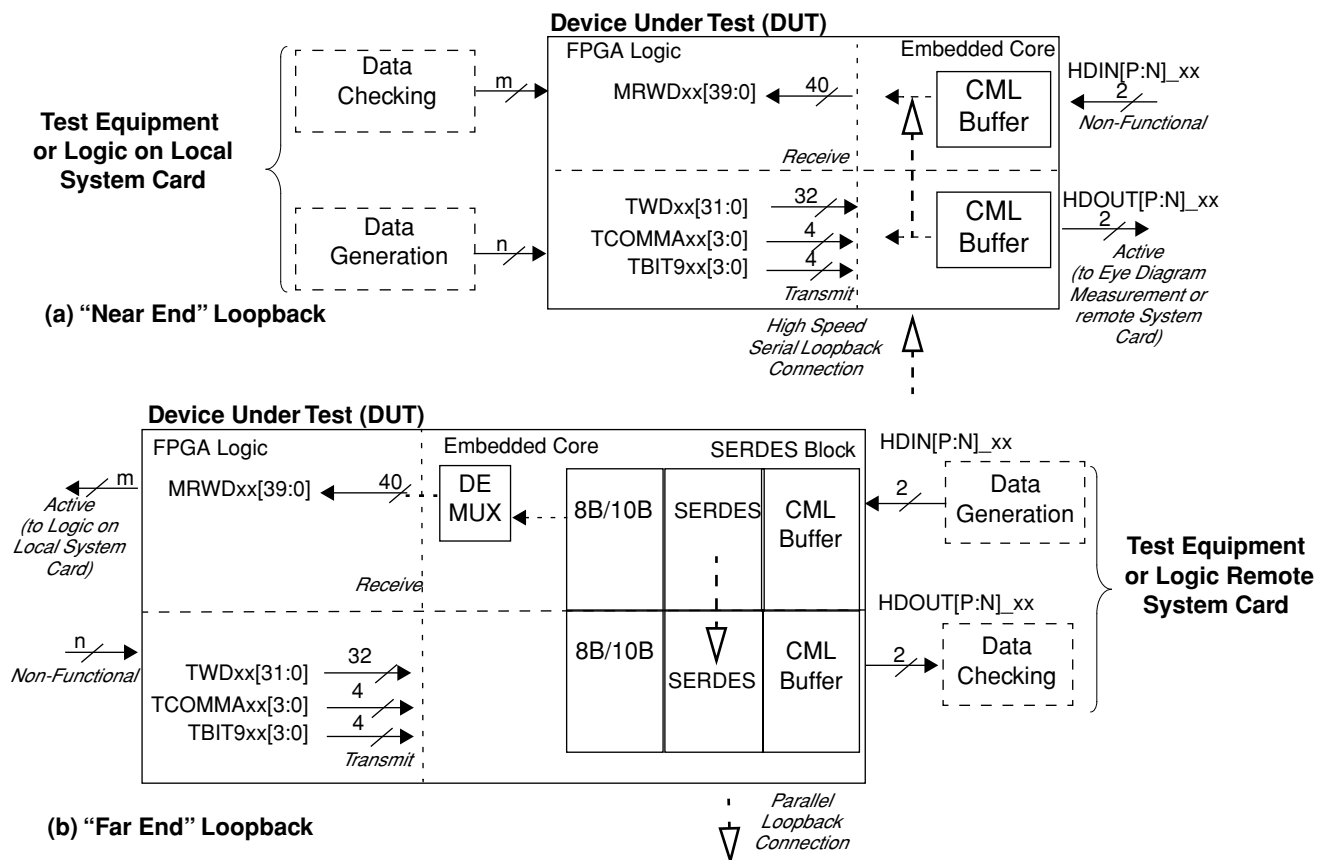 Device Under Test (DUT)
FPGA Logic
Embedded Core
Data
Checking
m
MRWDxx[39:0]
40
CML
Buffer
HDIN[P:N]_xx
2
Non-Functional
Test Equipment
or Logic on Local
System Card
Receive
Data
Generation
n
TWDxx[31:0]
32
TCOMMAxx[3:0]
4
TBIT9xx[3:0]
4
Transmit
CML
Buffer
HDOUT[P:N]_xx
2
Active
(to Eye Diagram
Measurement or
remote System
Card)
(a) “Near End” Loopback
High Speed
Serial Loopback
Connection
Device Under Test (DUT)
FPGA Logic
Embedded Core
SERDES Block
m
Active
(to Logic on
Local System
Card)
MRWDxx[39:0]
40
DE
MUX
8B/10B
SERDES
CML
Buffer
HDIN[P:N]_xx
2
Data
Generation
Receive
Test Equipment
or Logic Remote
System Card
n
Non-Functional
TWDxx[31:0]
32
TCOMMAxx[3:0]
4
TBIT9xx[3:0]
4
Transmit
8B/10B
SERDES
CML
Buffer
HDOUT[P:N]_xx
2
Data
Checking
(b) “Far End” Loopback
Parallel
Loopback
Connection